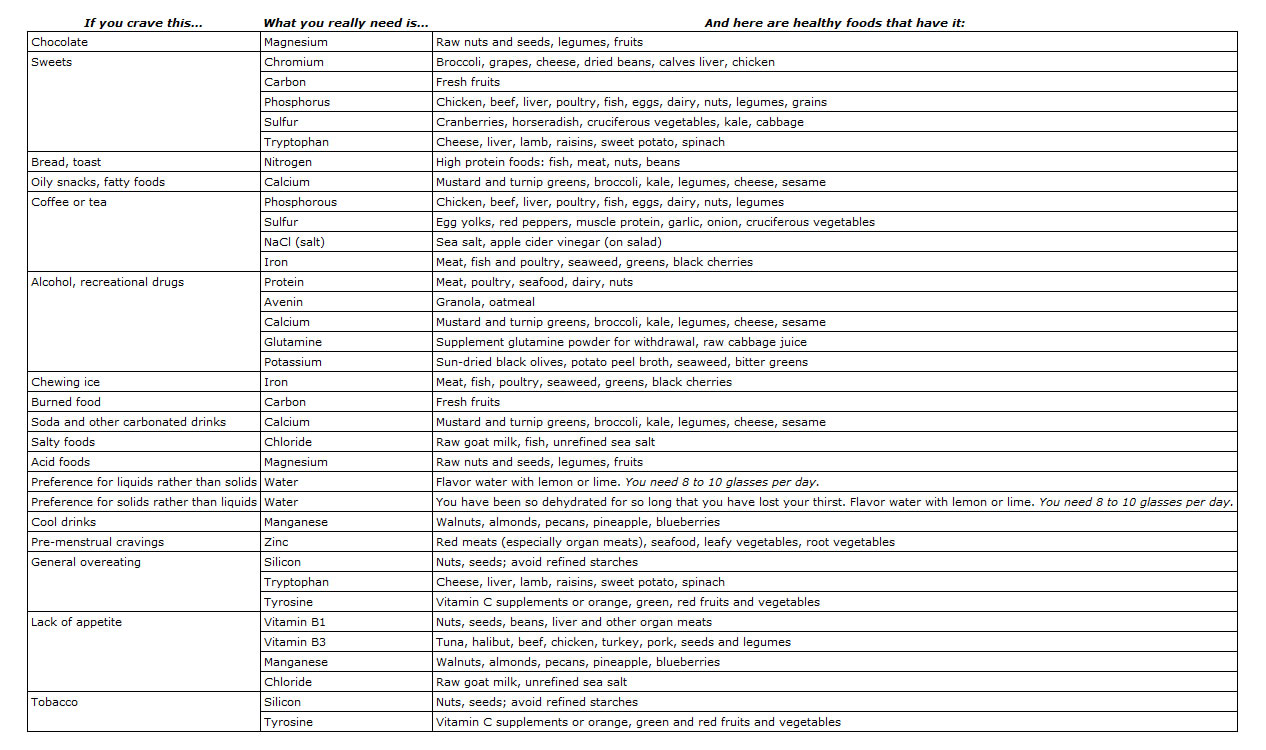 If you crave this... What you really need is... And here are healthy foods that have it:
Chocolate Magnesium Raw nuts and seeds, legumes, fruits
Sweets Chromium Broccoli, grapes, cheese, dried beans, calves liver, chicken
Carbon Fresh fruits
Phosphorus Chicken, beef, liver, poultry, fish, eggs, dairy, nuts, legumes, grains
Sulfur Cranberries, horseradish, cruciferous vegetables, kale, cabbage
Tryptophan Cheese, liver, lamb, raisins, sweet potato, spinach
Bread, toast Nitrogen High protein foods: fish, meat, nuts, beans
Oily snacks, fatty foods Calcium Mustard and turnip greens, broccoli, kale, legumes, cheese, sesame
Coffee or tea Phosphorous Chicken, beef, liver, poultry, fish, eggs, dairy, nuts, legumes
Sulfur Egg yolks, red peppers, muscle protein, garlic, onion, cruciferous vegetables
NaCl (salt) Sea salt, apple cider vinegar (on salad)
Iron Meat, fish and poultry, seaweed, greens, black cherries
Alcohol, recreational drugs Protein Meat, poultry, seafood, dairy, nuts
Avenin Granola, oatmeal
Calcium Mustard and turnip greens, broccoli, kale, legumes, cheese, sesame
Glutamine Supplement glutamine powder for withdrawal, raw cabbage juice
Potassium Sun-dried black olives, potato peel broth, seaweed, bitter greens
Chewing ice Iron Meat, fish, poultry, seaweed, greens, black cherries
Burned food Carbon Fresh fruits
Soda and other carbonated drinks Calcium Mustard and turnip greens, broccoli, kale, legumes, cheese, sesame
Salty foods Chloride Raw goat milk, fish, unrefined sea salt
Acid foods Magnesium Raw nuts and seeds, legumes, fruits
Preference for liquids rather than solids Water Flavor water with lemon or lime. You need 8 to 10 glasses per day.
Preference for solids rather than liquids Water You have been so dehydrated for so long that you have lost your thirst. Flavor water with lemon or lime. You need 8 to 10 glasses per day.
Cool drinks Manganese Walnuts, almonds, pecans, pineapple, blueberries
Pre-menstrual cravings Zinc Red meats (especially organ meats), seafood, leafy vegetables, root vegetables
General overeating Silicon Nuts, seeds; avoid refined starches
Tryptophan Cheese, liver, lamb, raisins, sweet potato, spinach
Tyrosine Vitamin C supplements or orange, green, red fruits and vegetables
Lack of appetite Vitamin B1 Nuts, seeds, beans, liver and other organ meats
Vitamin B3 Tuna, halibut, beef, chicken, turkey, pork, seeds and legumes
Manganese Walnuts, almonds, pecans, pineapple, blueberries
Chloride Raw goat milk, unrefined sea salt
Tobacco Silicon Nuts, seeds; avoid refined starches
Tyrosine Vitamin C supplements or orange, green and red fruits and vegetables